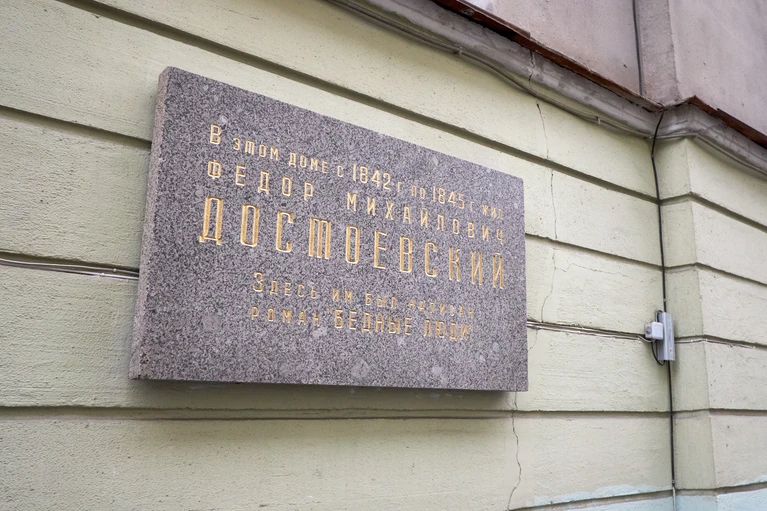 В этом доме с 1842 г. по 1845 г. жил
ФЕДОР МИХАЙЛОВИЧ
ДОСТОЕВСКИЙ
Здесь им был написан
роман "БЕДНЫЕ ЛЮДИ"